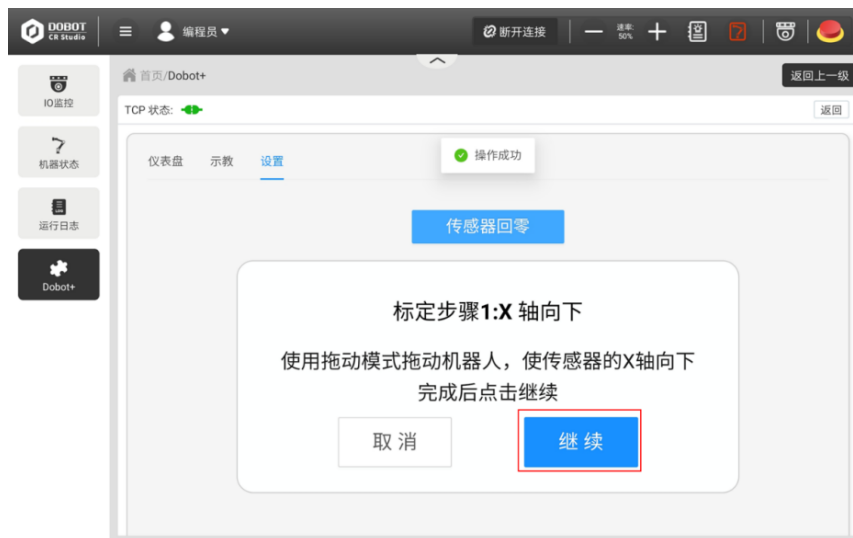 DOBOT
CR Studio
编程员
断开连接
速率:
50%
首页/Dobot+
返回上一级
IO监控
TCP 状态:
返回
机器状态
仪表盘 示教 设置
操作成功
运行日志
传感器回零
Dobot+
标定步骤1:X 轴向下
使用拖动模式拖动机器人，使传感器的X轴向下
完成后点击继续
取 消
继 续